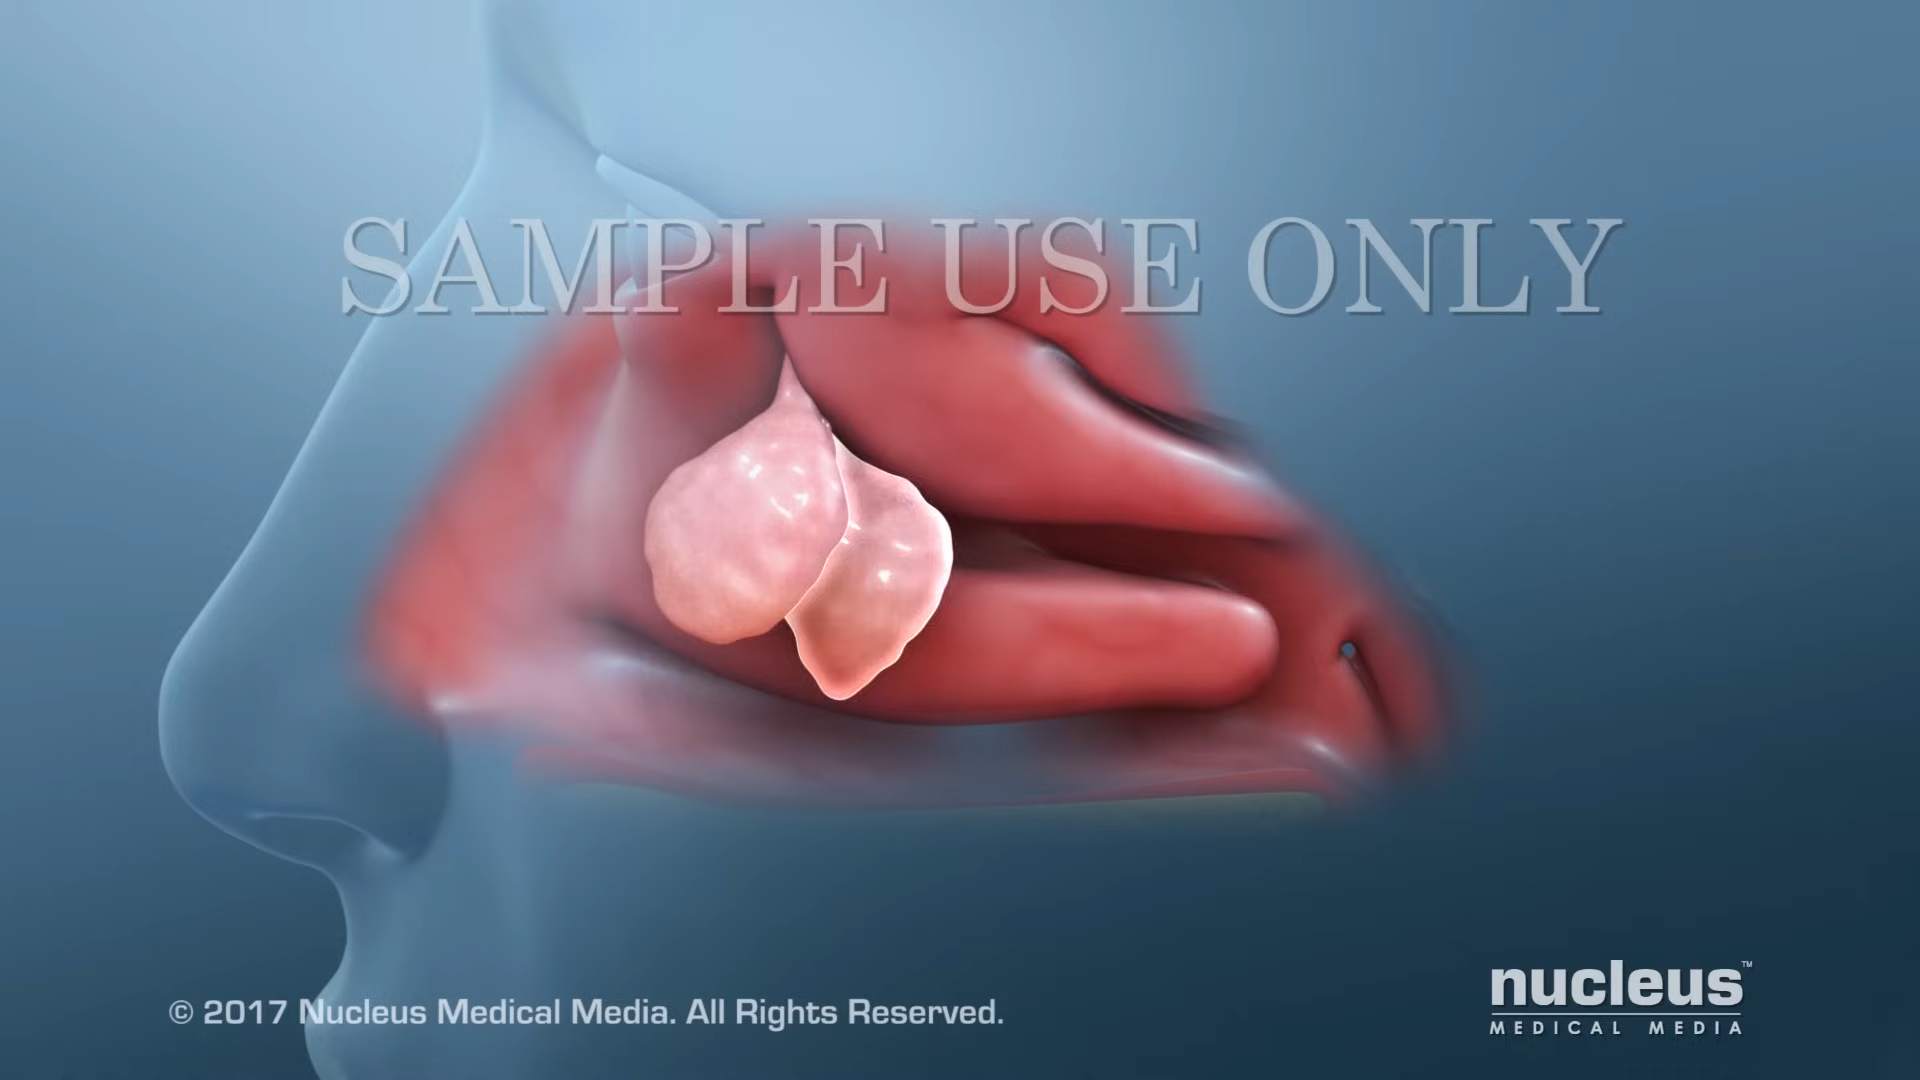 SAMPLE USE ONLY
© 2017 Nucleus Medical Media. All Rights Reserved.
nucleus™
MEDICAL MEDIA